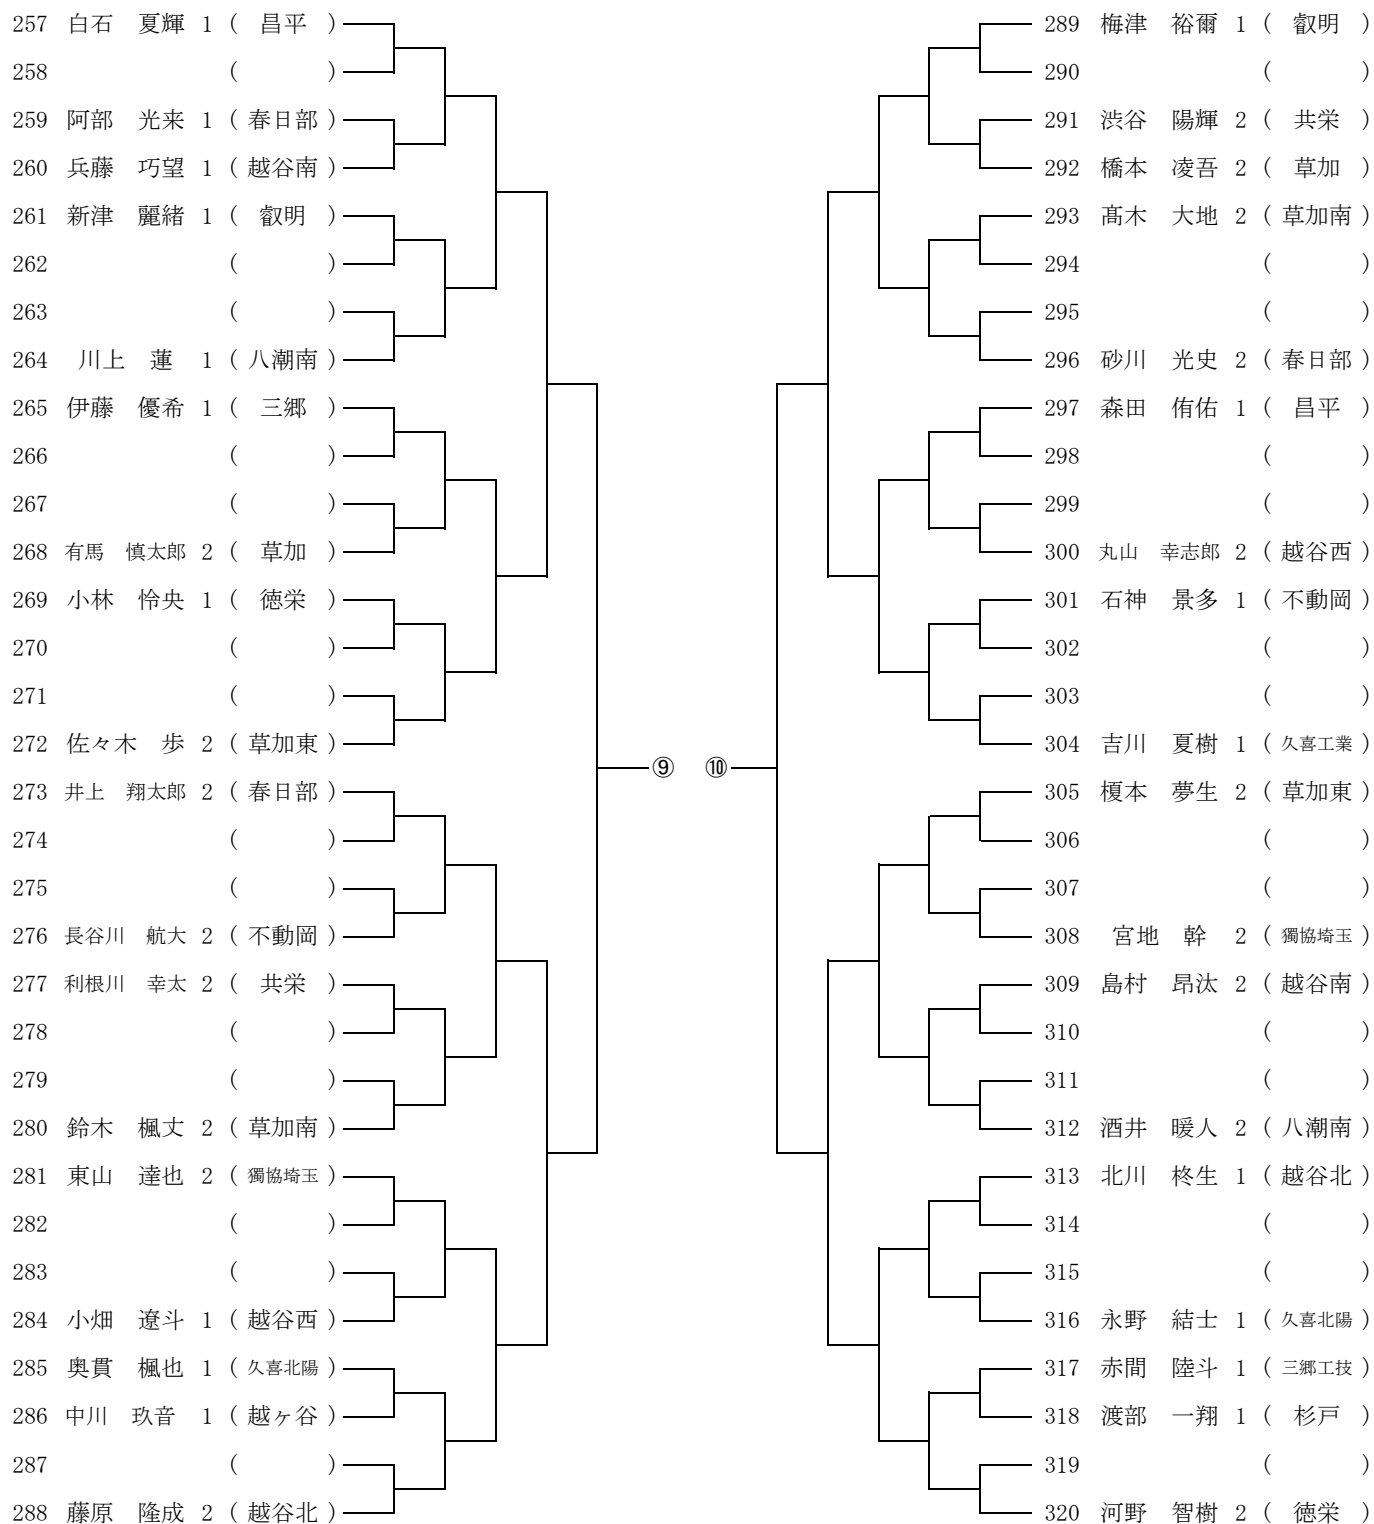 257 白石 夏輝 1 ( 昌平 )
258 ( )
259 阿部 光来 1 ( 春日部 )
260 兵藤 巧望 1 ( 越谷南 )
261 新津 麗緒 1 ( 叡明 )
262 ( )
263 ( )
264 川上 蓮 1 ( 八潮南 )
265 伊藤 優希 1 ( 三郷 )
266 ( )
267 ( )
268 有馬 慎太郎 2 ( 草加 )
269 小林 怜央 1 ( 徳栄 )
270 ( )
271 ( )
272 佐々木 歩 2 ( 草加東 )
273 井上 翔太郎 2 ( 春日部 )
274 ( )
275 ( )
276 長谷川 航大 2 ( 不動岡 )
277 利根川 幸太 2 ( 共栄 )
278 ( )
279 ( )
280 鈴木 楓丈 2 ( 草加南 )
281 東山 達也 2 ( 獨協埼玉 )
282 ( )
283 ( )
284 小畑 遼斗 1 ( 越谷西 )
285 奥貫 楓也 1 ( 久喜北陽 )
286 中川 玖音 1 ( 越ヶ谷 )
287 ( )
288 藤原 隆成 2 ( 越谷北 )
⑨ ⑩
289 梅津 裕爾 1 ( 叡明 )
290 ( )
291 渋谷 陽輝 2 ( 共栄 )
292 橋本 凌吾 2 ( 草加 )
293 髙木 大地 2 ( 草加南 )
294 ( )
295 ( )
296 砂川 光史 2 ( 春日部 )
297 森田 侑佑 1 ( 昌平 )
298 ( )
299 ( )
300 丸山 幸志郎 2 ( 越谷西 )
301 石神 景多 1 ( 不動岡 )
302 ( )
303 ( )
304 吉川 夏樹 1 ( 久喜工業 )
305 榎本 夢生 2 ( 草加東 )
306 ( )
307 ( )
308 宮地 幹 2 ( 獨協埼玉 )
309 島村 昂汰 2 ( 越谷南 )
310 ( )
311 ( )
312 酒井 暖人 2 ( 八潮南 )
313 北川 柊生 1 ( 越谷北 )
314 ( )
315 ( )
316 永野 結士 1 ( 久喜北陽 )
317 赤間 陸斗 1 ( 三郷工技 )
318 渡部 一翔 1 ( 杉戸 )
319 ( )
320 河野 智樹 2 ( 徳栄 )